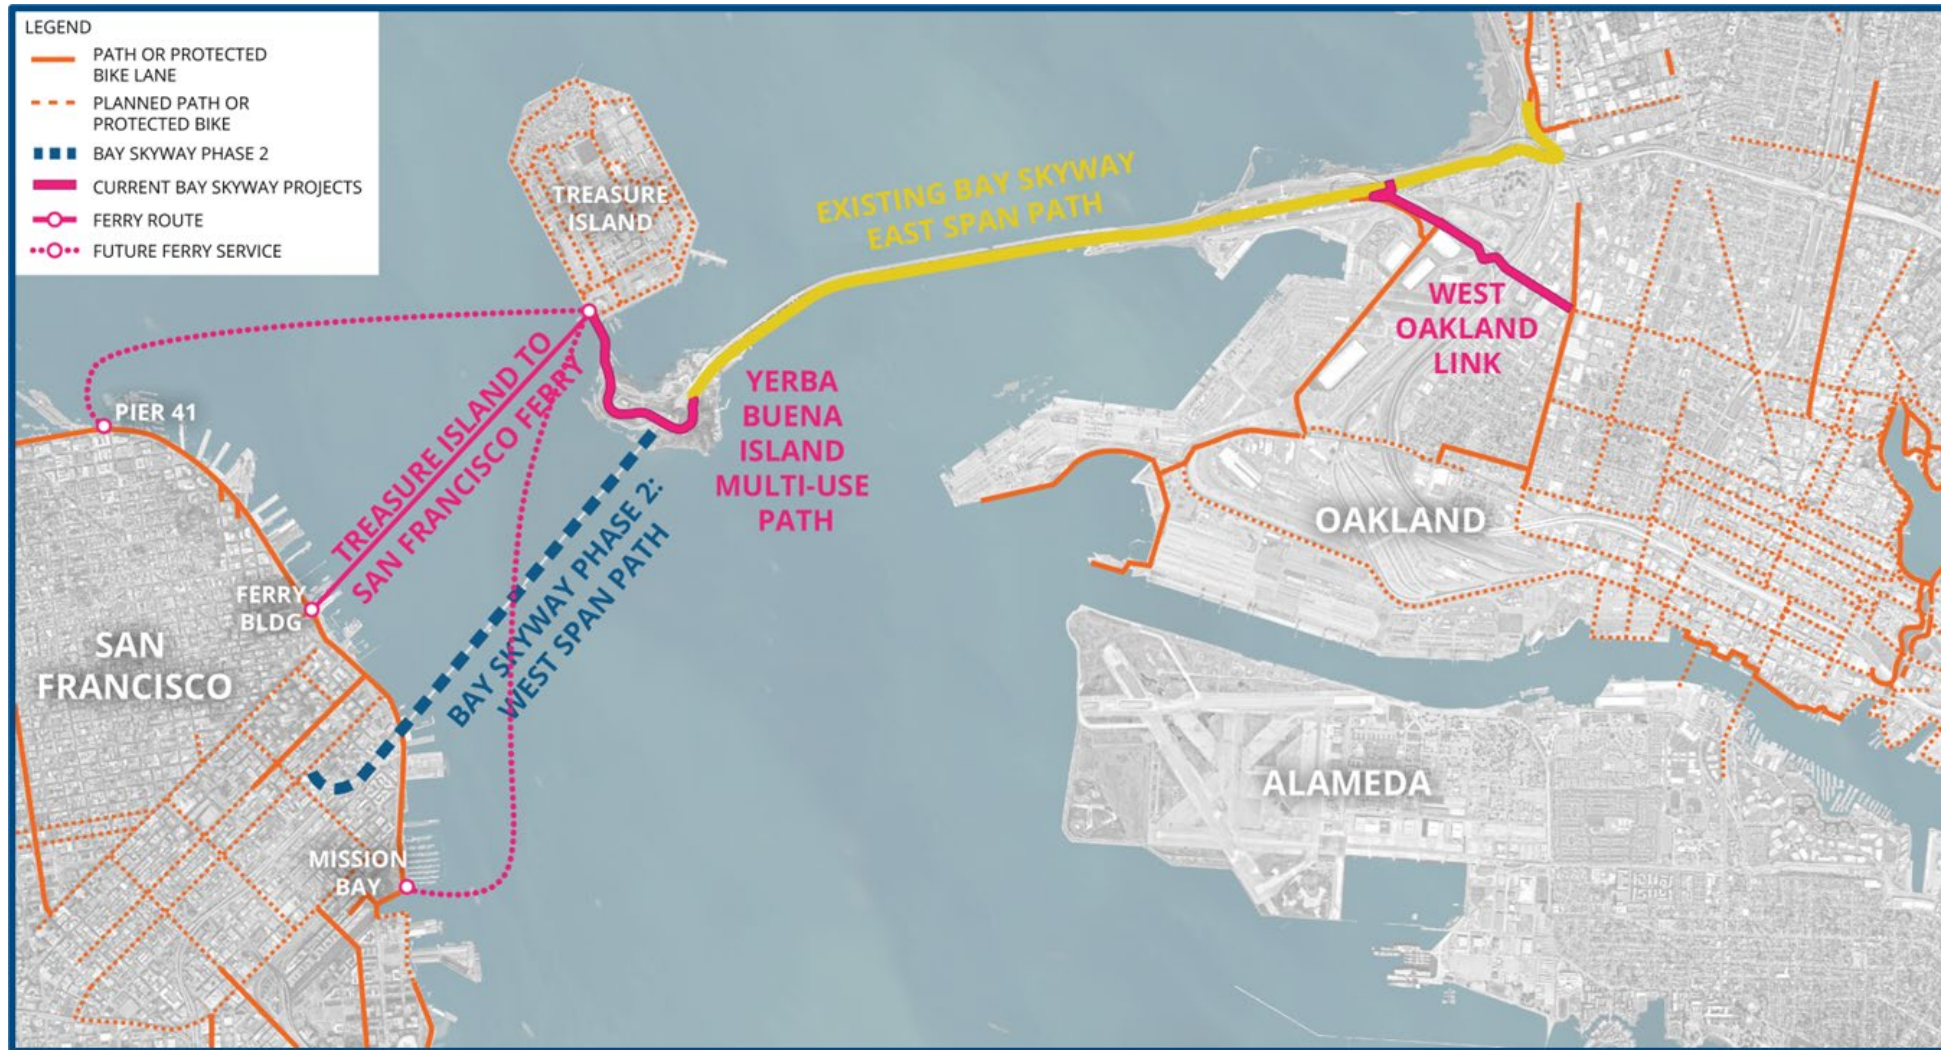 LEGEND
PATH OR PROTECTED
BIKE LANE
PLANNED PATH OR
PROTECTED BIKE
BAY SKYWAY PHASE 2
CURRENT BAY SKYWAY PROJECTS
FERRY ROUTE
FUTURE FERRY SERVICE
TREASURE
ISLAND
EXISTING BAY SKYWAY
EAST SPAN PATH
WEST
OAKLAND
LINK
PIER 41
TREASURE ISLAND TO
SAN FRANCISCO FERRY
YERBA
BUENA
ISLAND
MULTI-USE
PATH
BAY SKYWAY PHASE 2:
WEST SPAN PATH
OAKLAND
FERRY
BLDG
SAN
FRANCISCO
ALAMEDA
MISSION
BAY